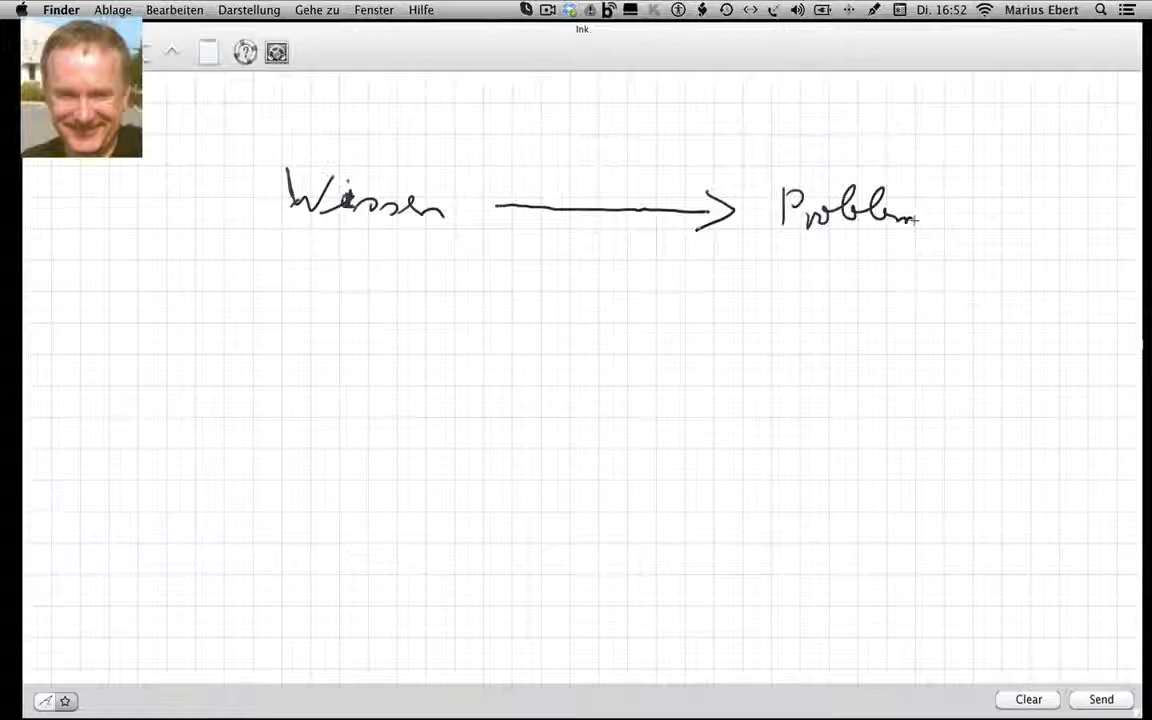 Finder Ablage Bearbeiten Darstellung Gehe zu Fenster Hilfe Di. 16:52 Marius Ebert
Ink
Wissen → Problem
Clear Send